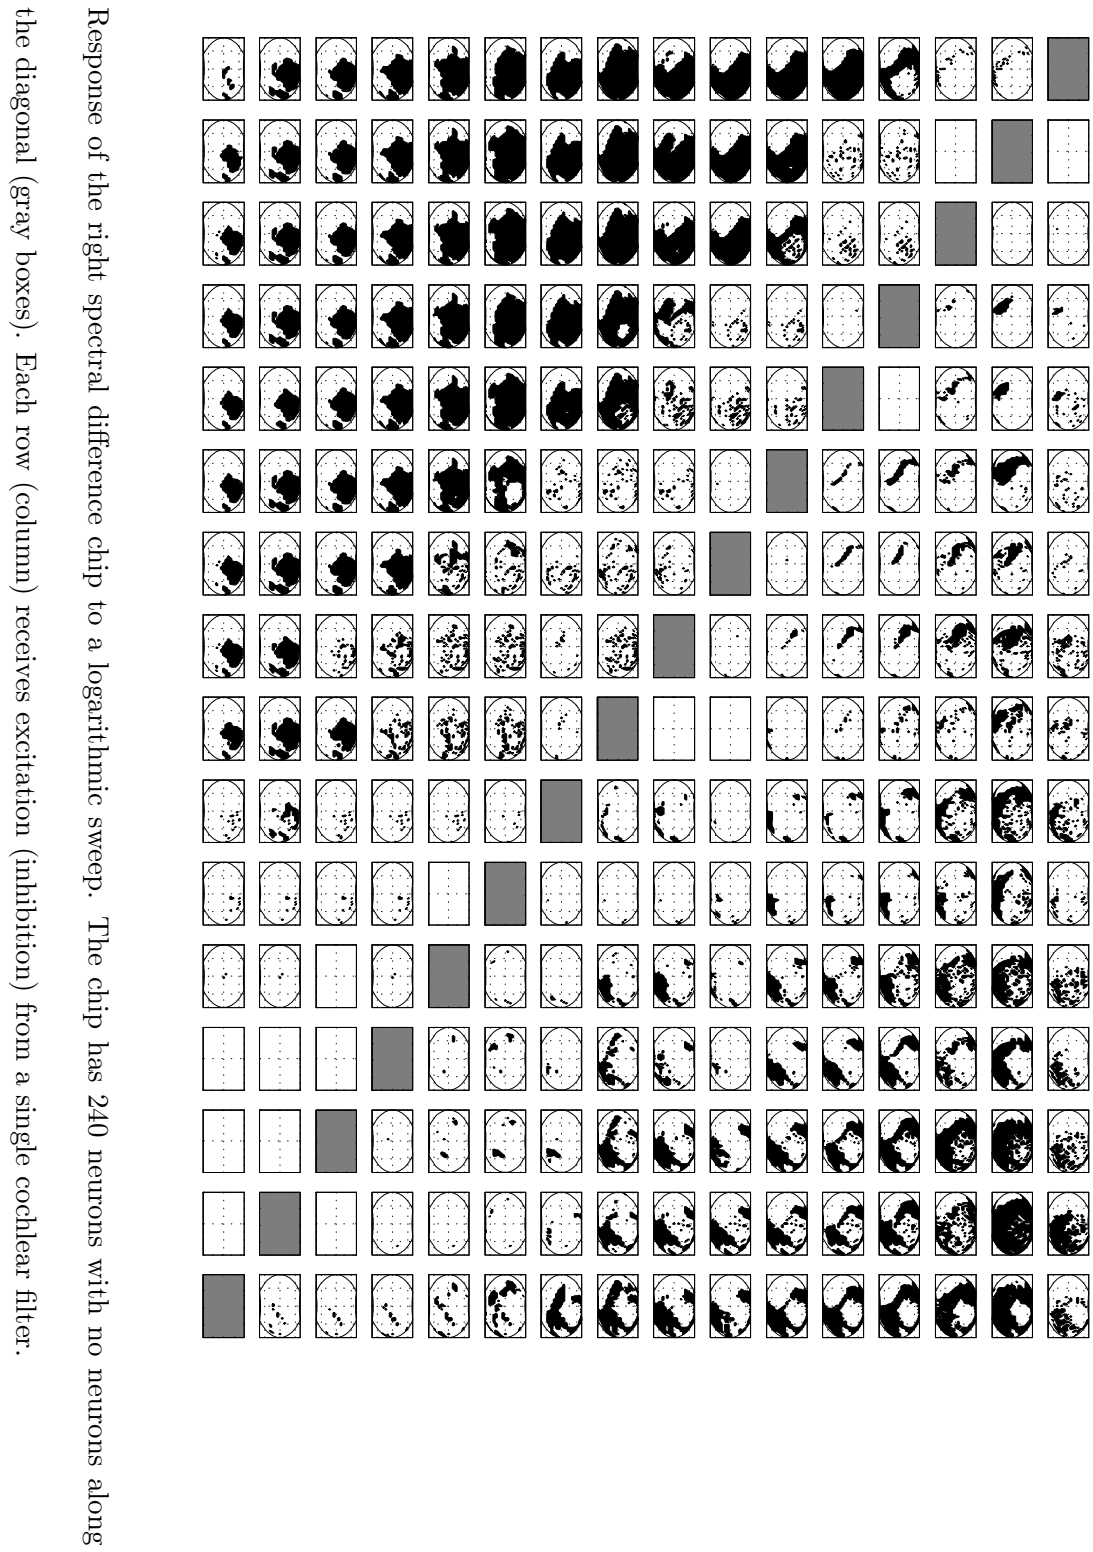 Response of the right spectral difference chip to a logarithmic sweep. The chip has 240 neurons with no neurons along
the diagonal (gray boxes). Each row (column) receives excitation (inhibition) from a single cochlear filter.